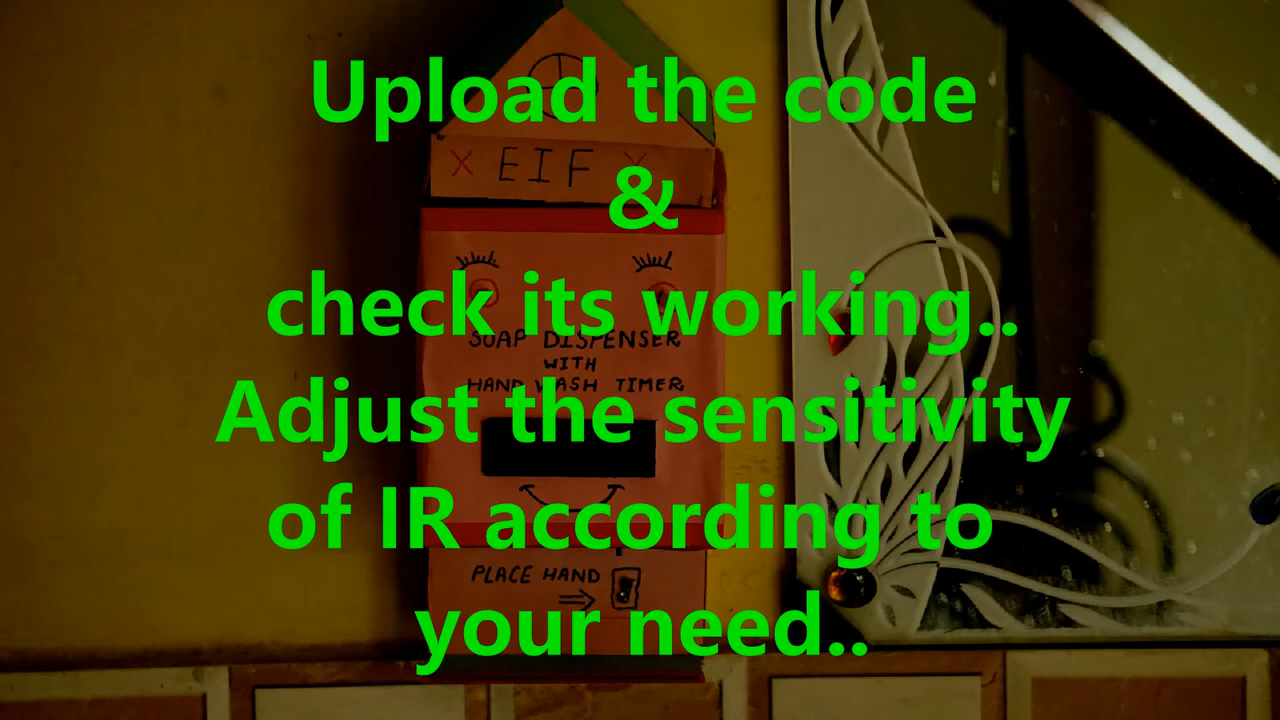 Upload the code
&
check its working..
Adjust the sensitivity
of IR according to
your need..
X EIF X
SOAP DISPENSER
WITH
HAND WASH TIMER
PLACE HAND